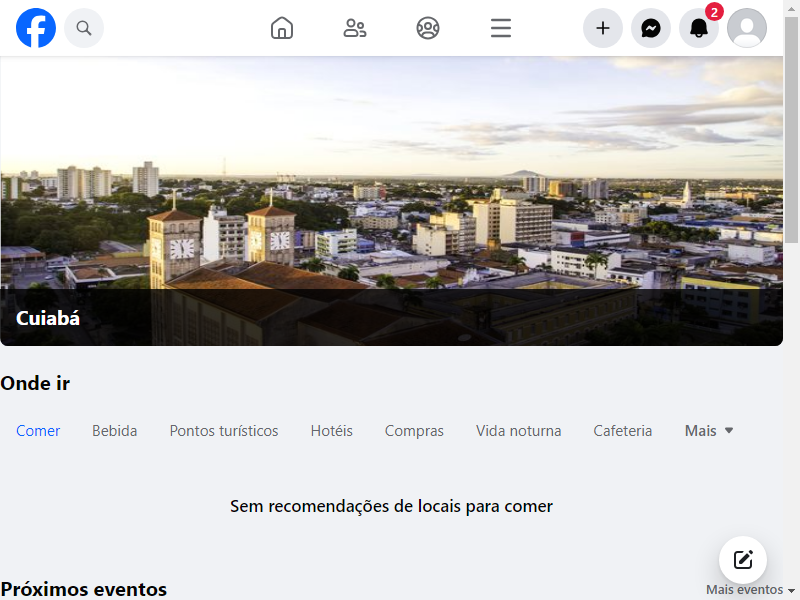 2
Cuiabá
Onde ir
Comer
Bebida
Pontos turísticos
Hotéis
Compras
Vida noturna
Cafeteria
Mais
Sem recomendações de locais para comer
Próximos eventos
Mais eventos